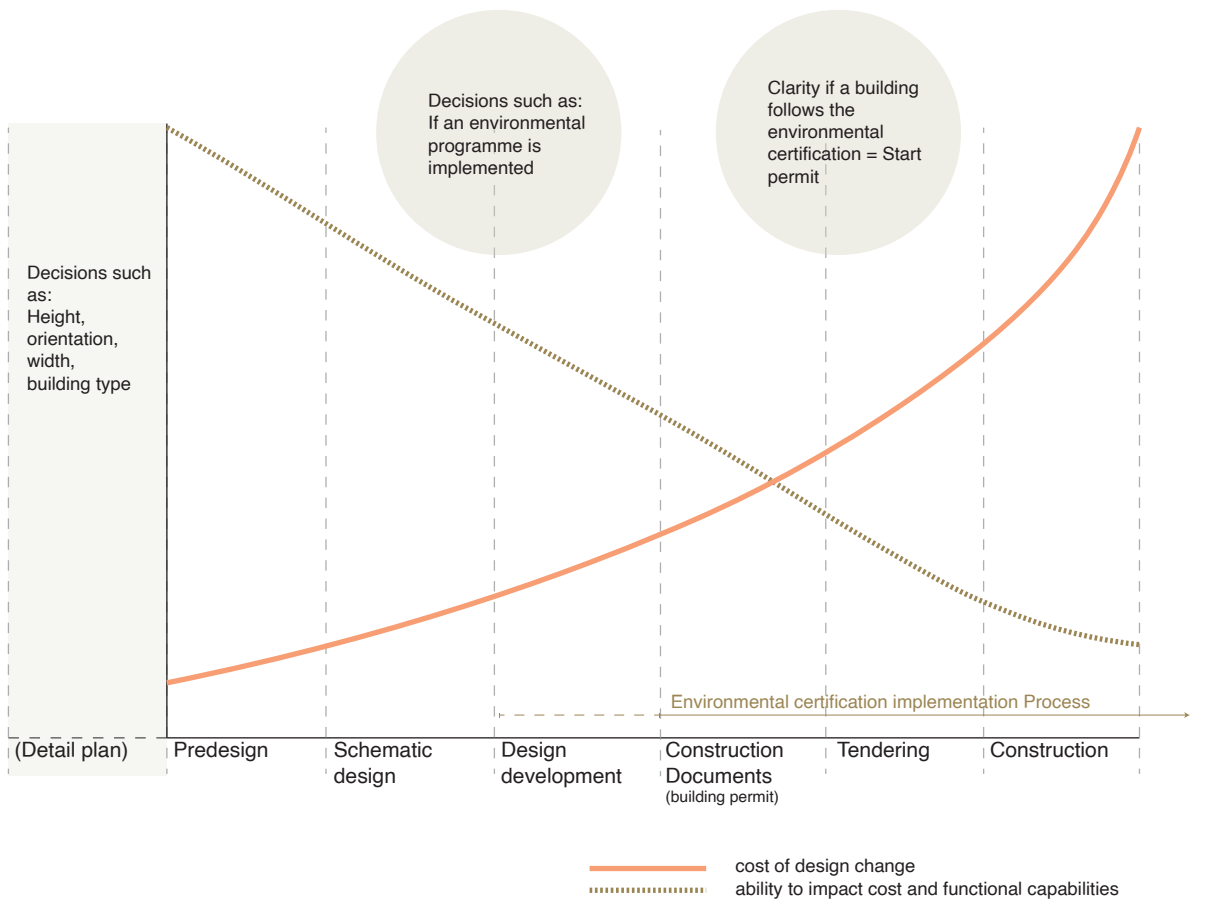 Decisions such as:
If an environmental
programme is
implemented
Clarity if a building
follows the
environmental
certification = Start
permit
Decisions such
as:
Height,
orientation,
width,
building type
Environmental certification implementation Process
(Detail plan)
Predesign
Schematic
design
Design
development
Construction
Documents
(building permit)
Tendering
Construction
cost of design change
ability to impact cost and functional capabilities